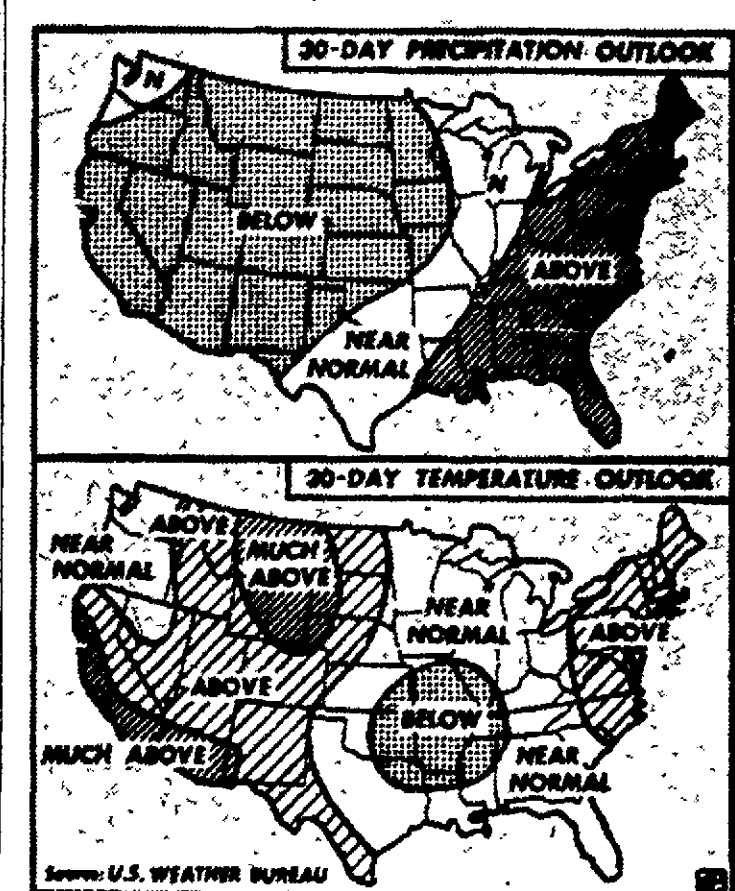 30-DAY PRECIPITATION OUTLOOK
N
BELOW
N
ABOVE
NEAR
NORMAL
30-DAY TEMPERATURE OUTLOOK
ABOVE
NEAR
NORMAL
MUCH
ABOVE
NEAR
NORMAL
ABOVE
ABOVE
BELOW
MUCH ABOVE
NEAR
NORMAL
Source: U.S. WEATHER BUREAU